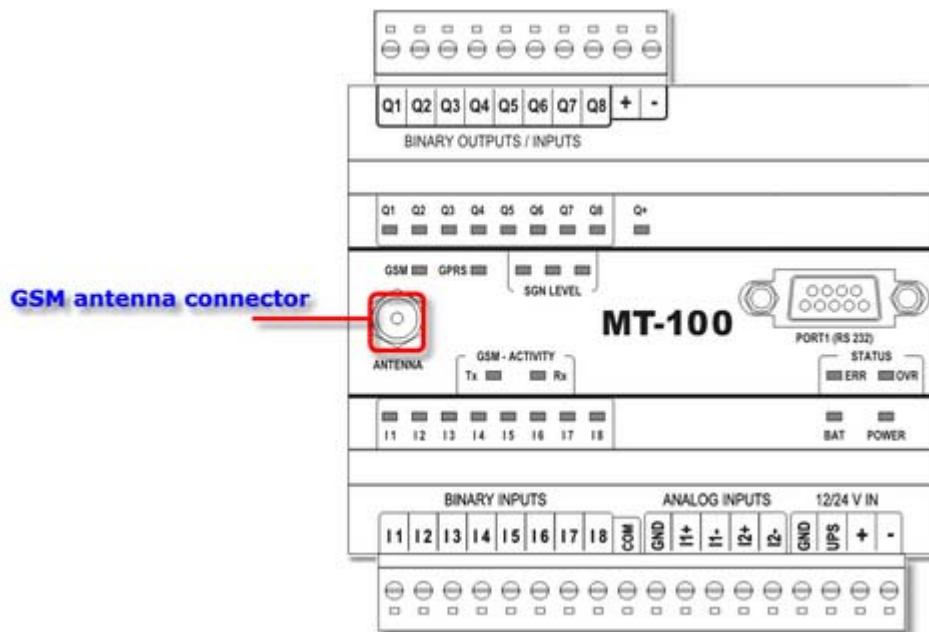 Q1 Q2 Q3 Q4 Q5 Q6 Q7 Q8 + -
BINARY OUTPUTS / INPUTS
Q1 Q2 Q3 Q4 Q5 Q6 Q7 Q8 Q+
GSM GPRS
SGN LEVEL
GSM antenna connector
MT-100
PORT1 (RS 232)
ANTENNA
GSM - ACTIVITY
Tx Rx
STATUS
ERR OVR
I1 I2 I3 I4 I5 I6 I7 I8
BAT POWER
BINARY INPUTS
ANALOG INPUTS
12/24 V IN
I1 I2 I3 I4 I5 I6 I7 I8 COM GND I1+ I1- I2+ I2- GND UPS + -